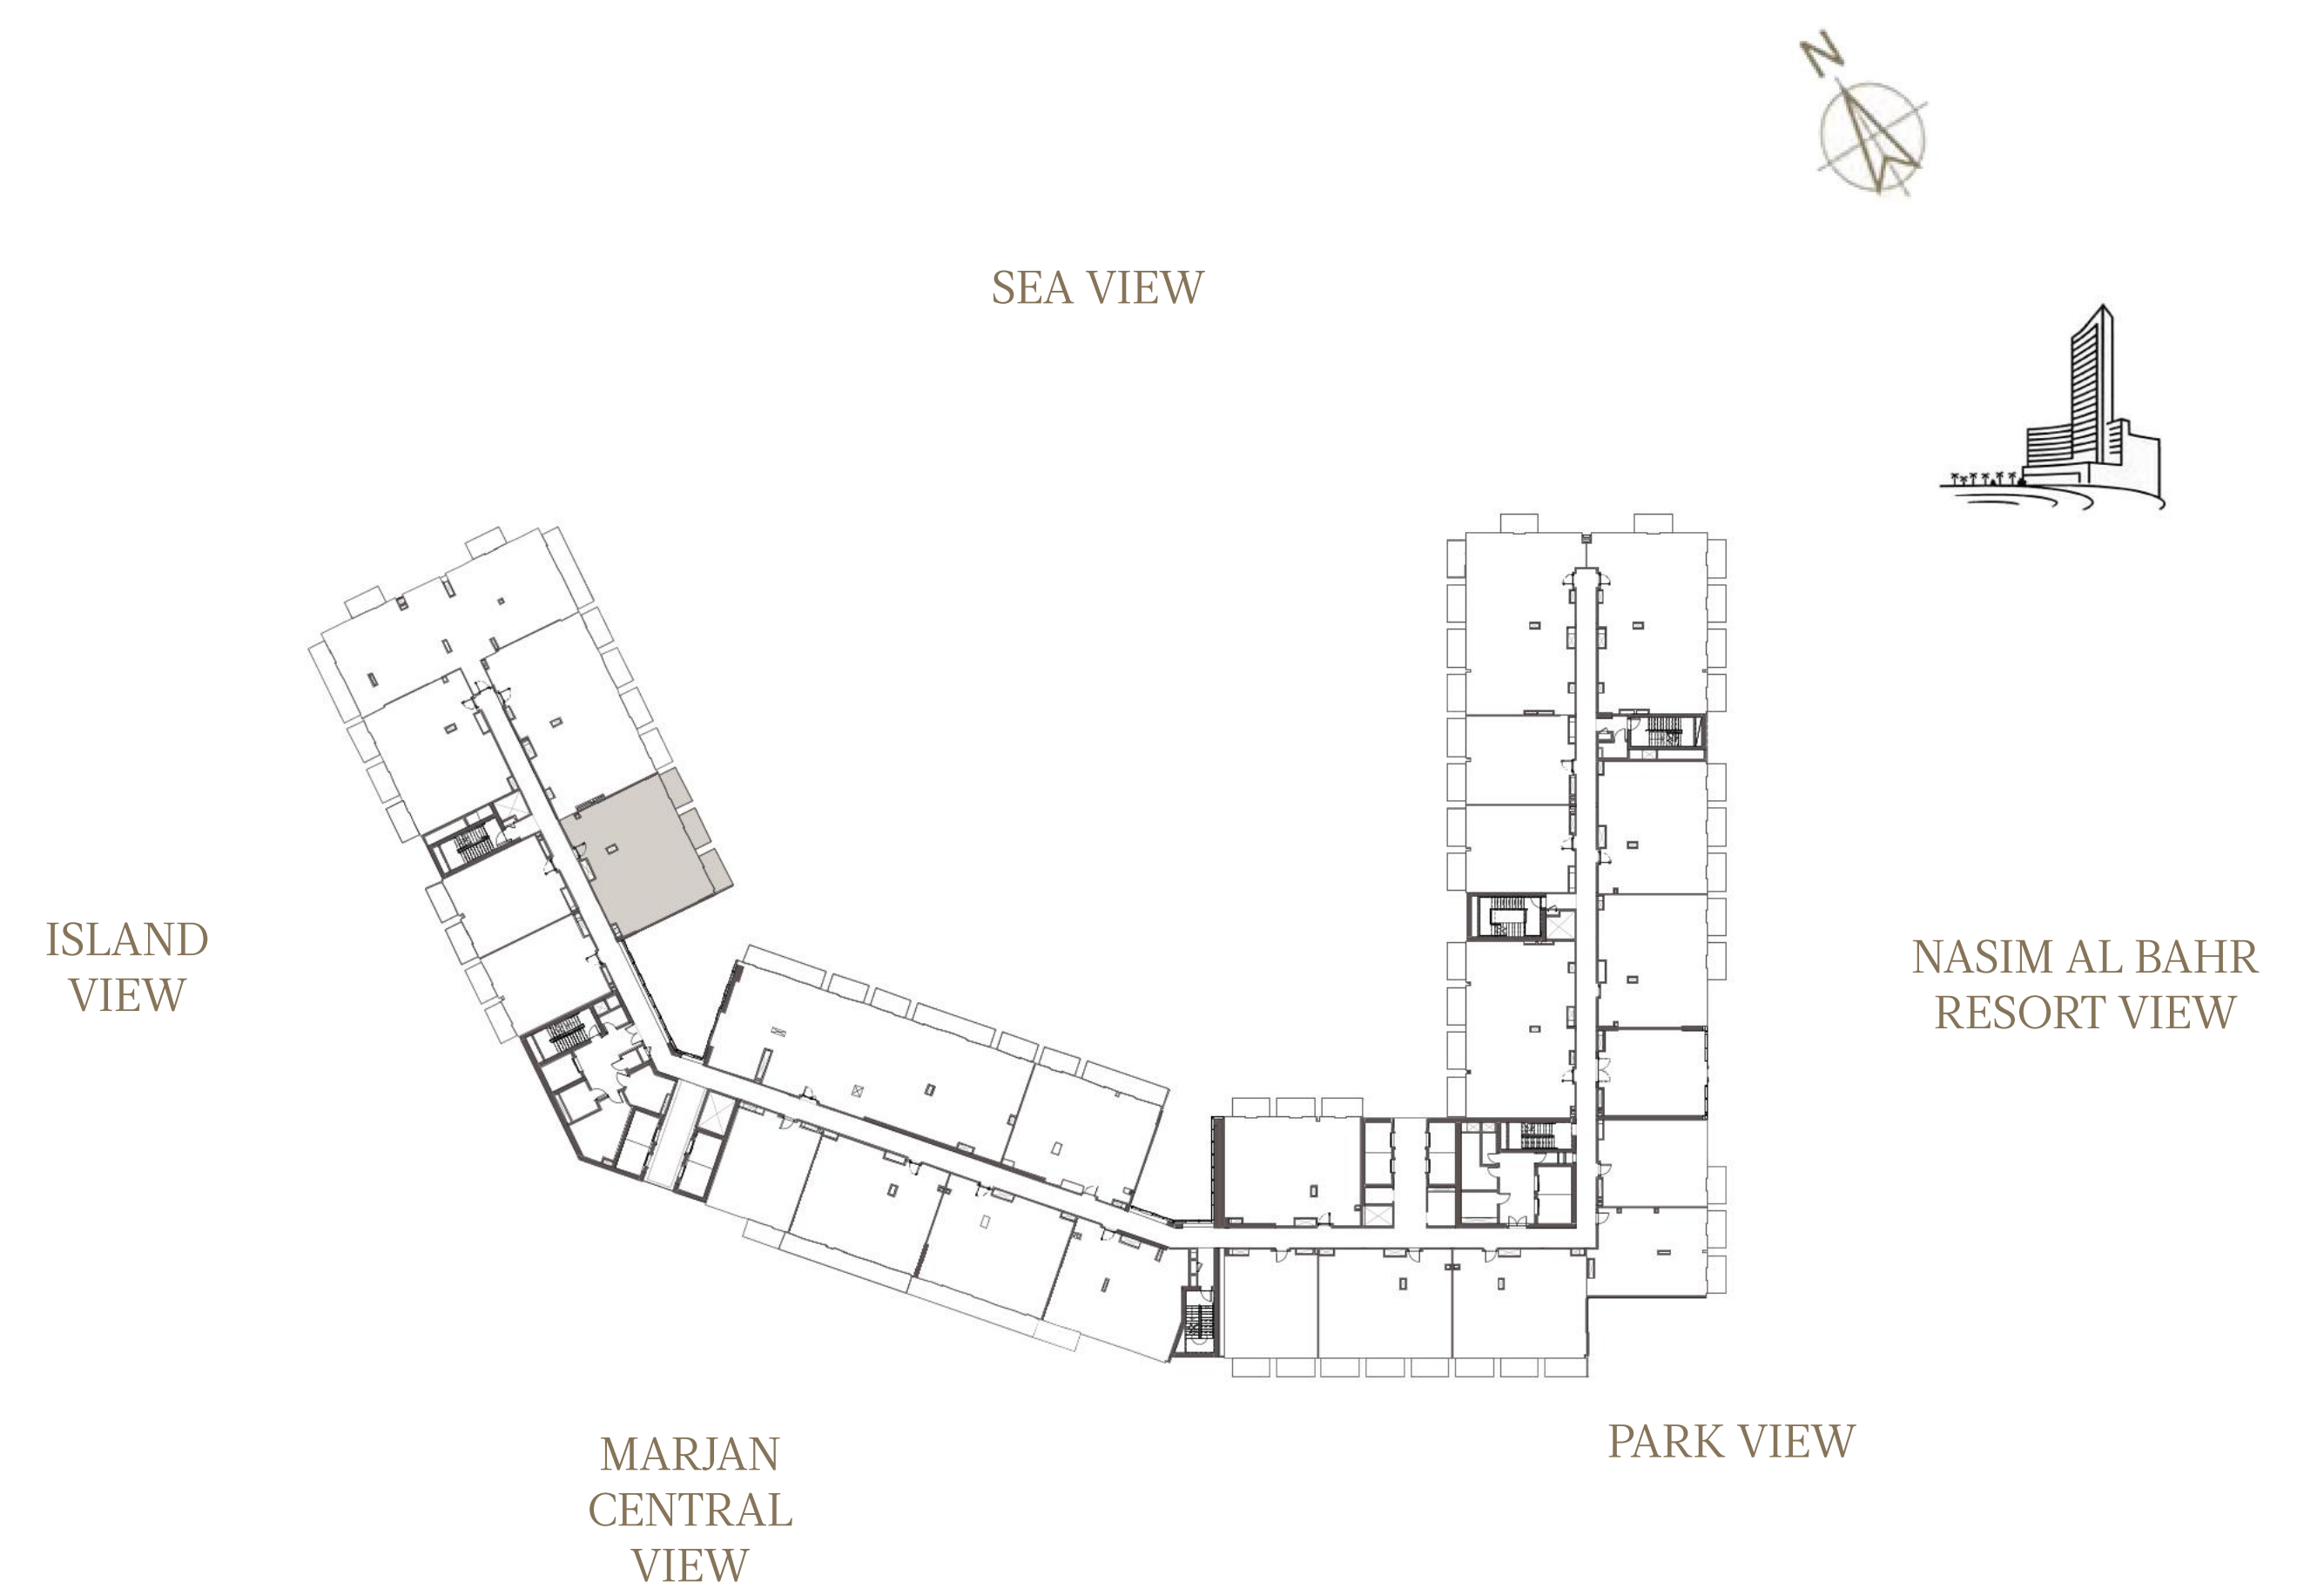 N
SEA VIEW
ISLAND
VIEW
NASIM AL BAHR
RESORT VIEW
MARJAN
CENTRAL
VIEW
PARK VIEW